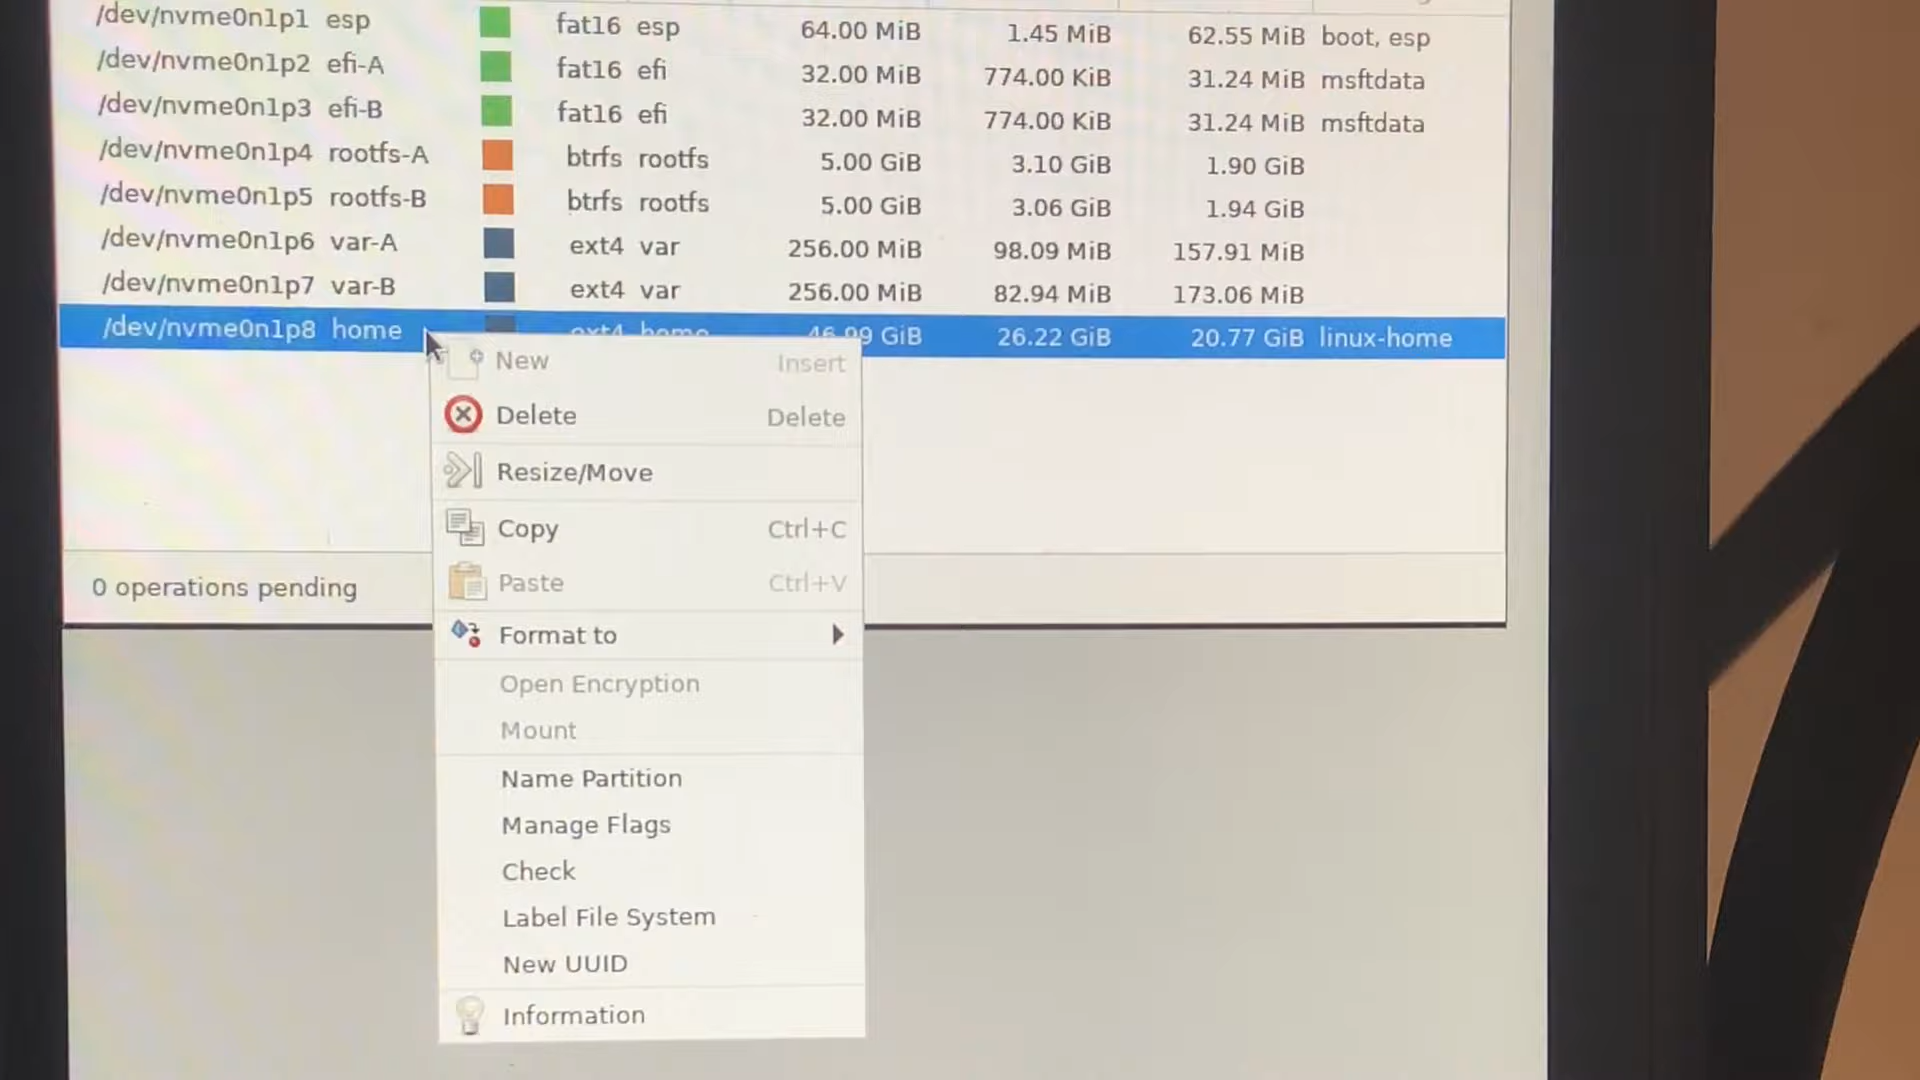 /dev/nvme0n1p1 esp fat16 esp 64.00 MiB 1.45 MiB 62.55 MiB boot, esp
/dev/nvme0n1p2 efi-A fat16 efi 32.00 MiB 774.00 KiB 31.24 MiB msftdata
/dev/nvme0n1p3 efi-B fat16 efi 32.00 MiB 774.00 KiB 31.24 MiB msftdata
/dev/nvme0n1p4 rootfs-A btrfs rootfs 5.00 GiB 3.10 GiB 1.90 GiB
/dev/nvme0n1p5 rootfs-B btrfs rootfs 5.00 GiB 3.06 GiB 1.94 GiB
/dev/nvme0n1p6 var-A ext4 var 256.00 MiB 98.09 MiB 157.91 MiB
/dev/nvme0n1p7 var-B ext4 var 256.00 MiB 82.94 MiB 173.06 MiB
/dev/nvme0n1p8 home ext4 home 46.99 GiB 26.22 GiB 20.77 GiB linux-home
New Insert
Delete Delete
Resize/Move
Copy Ctrl+C
Paste Ctrl+V
0 operations pending
Format to
Open Encryption
Mount
Name Partition
Manage Flags
Check
Label File System
New UUID
Information